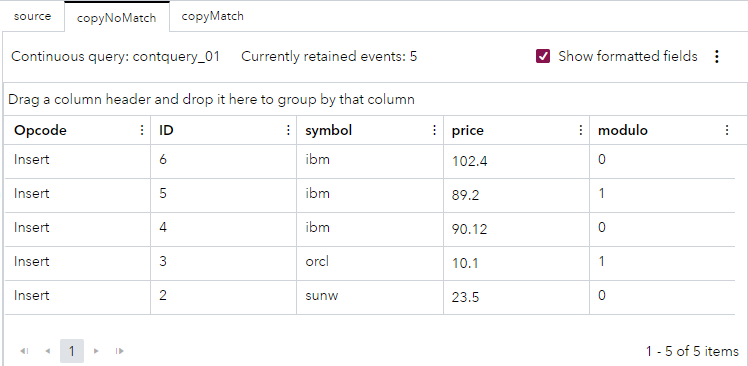 source copyNoMatch copyMatch
Continuous query: contquery_01 Currently retained events: 5 Show formatted fields
Drag a column header and drop it here to group by that column
Opcode ID symbol price modulo
Insert 6 ibm 102.4 0
Insert 5 ibm 89.2 1
Insert 4 ibm 90.12 0
Insert 3 orcl 10.1 1
Insert 2 sunw 23.5 0
1 1 - 5 of 5 items